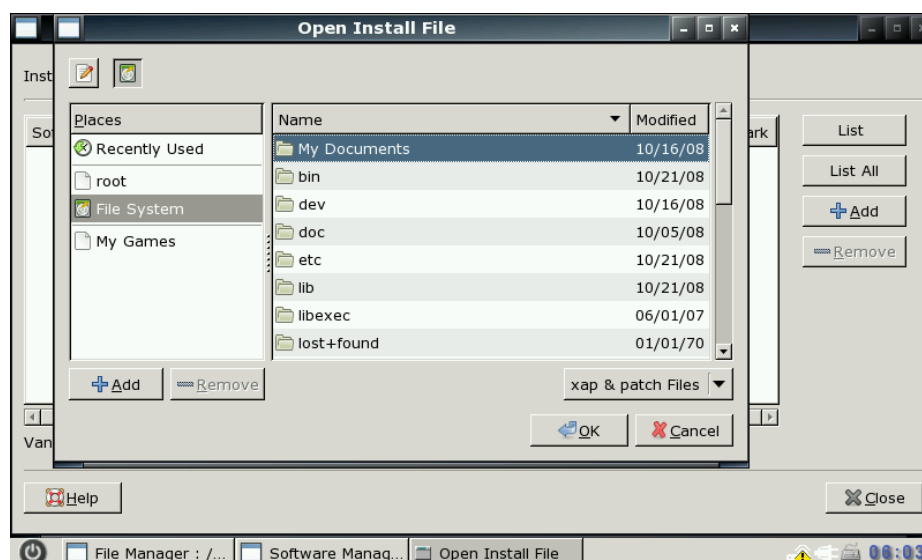 Open Install File
Inst
Places
Name
Modified
Recently Used
root
File System
My Games
My Documents 10/16/08
bin 10/21/08
dev 10/16/08
doc 10/05/08
etc 10/21/08
lib 10/21/08
libexec 06/01/07
lost+found 01/01/70
Add
Remove
xap & patch Files
OK
Cancel
So
ark
List
List All
Add
Remove
Van
Help
Close
File Manager : /...
Software Manag...
Open Install File